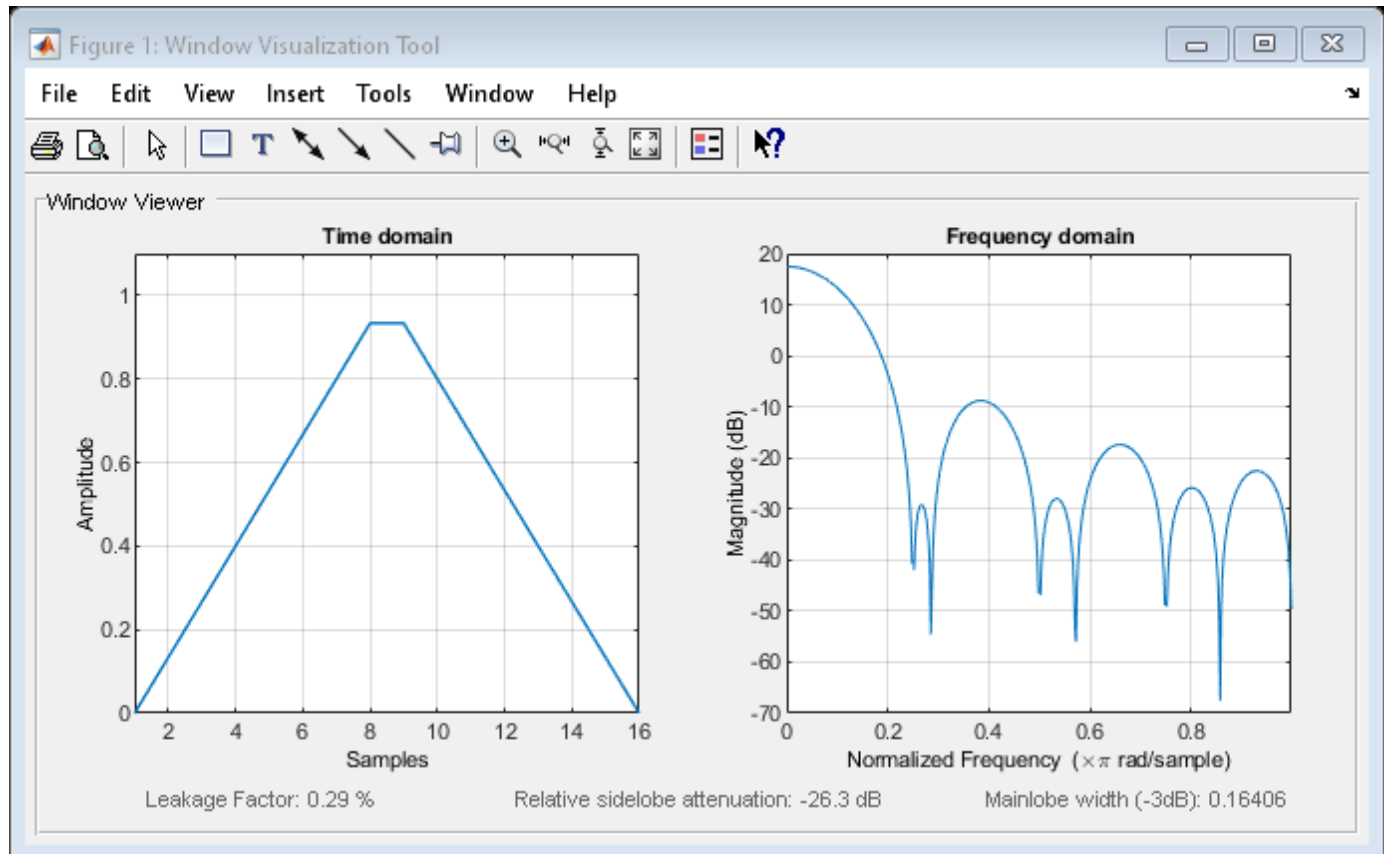 Figure 1: Window Visualization Tool
File Edit View Insert Tools Window Help
T
?
Window Viewer
Time domain
1
0.8
0.6
0.4
0.2
0
Amplitude
2 4 6 8 10 12 14 16
Samples
Frequency domain
20
10
0
-10
-20
-30
-40
-50
-60
-70
Magnitude (dB)
0 0.2 0.4 0.6 0.8
Normalized Frequency (×π rad/sample)
Leakage Factor: 0.29 % Relative sidelobe attenuation: -26.3 dB Mainlobe width (-3dB): 0.16406